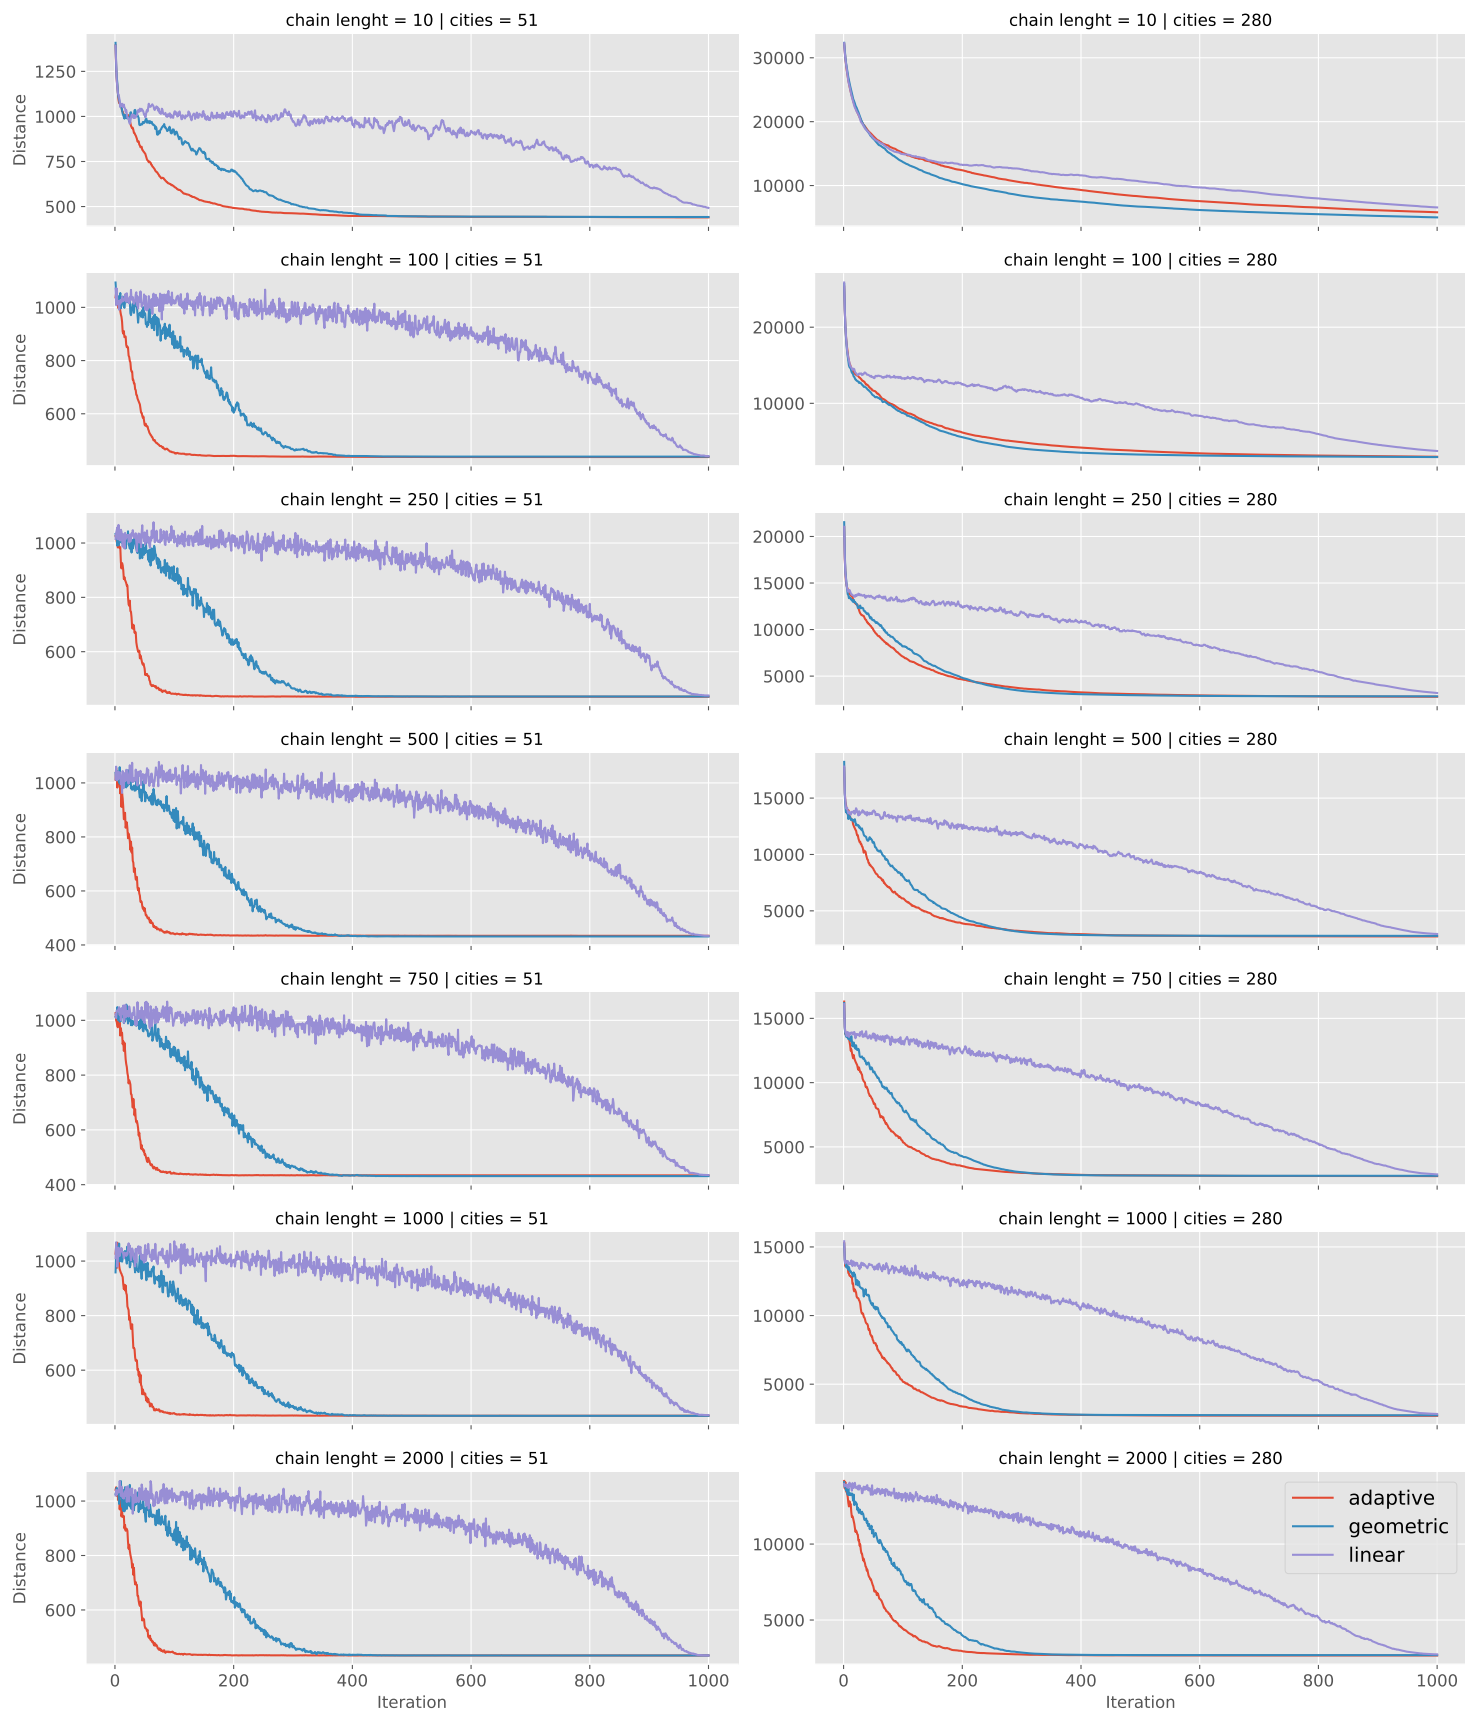 chain lenght = 10 | cities = 51
1250
1000
750
500
Distance
chain lenght = 10 | cities = 280
30000
20000
10000
chain lenght = 100 | cities = 51
1000
800
600
Distance
chain lenght = 100 | cities = 280
20000
10000
chain lenght = 250 | cities = 51
1000
800
600
Distance
chain lenght = 250 | cities = 280
20000
15000
10000
5000
chain lenght = 500 | cities = 51
1000
800
600
400
Distance
chain lenght = 500 | cities = 280
15000
10000
5000
chain lenght = 750 | cities = 51
1000
800
600
400
Distance
chain lenght = 750 | cities = 280
15000
10000
5000
chain lenght = 1000 | cities = 51
1000
800
600
Distance
chain lenght = 1000 | cities = 280
15000
10000
5000
chain lenght = 2000 | cities = 51
1000
800
600
Distance
0 200 400 600 800 1000
Iteration
chain lenght = 2000 | cities = 280
10000
5000
adaptive
geometric
linear
0 200 400 600 800 1000
Iteration